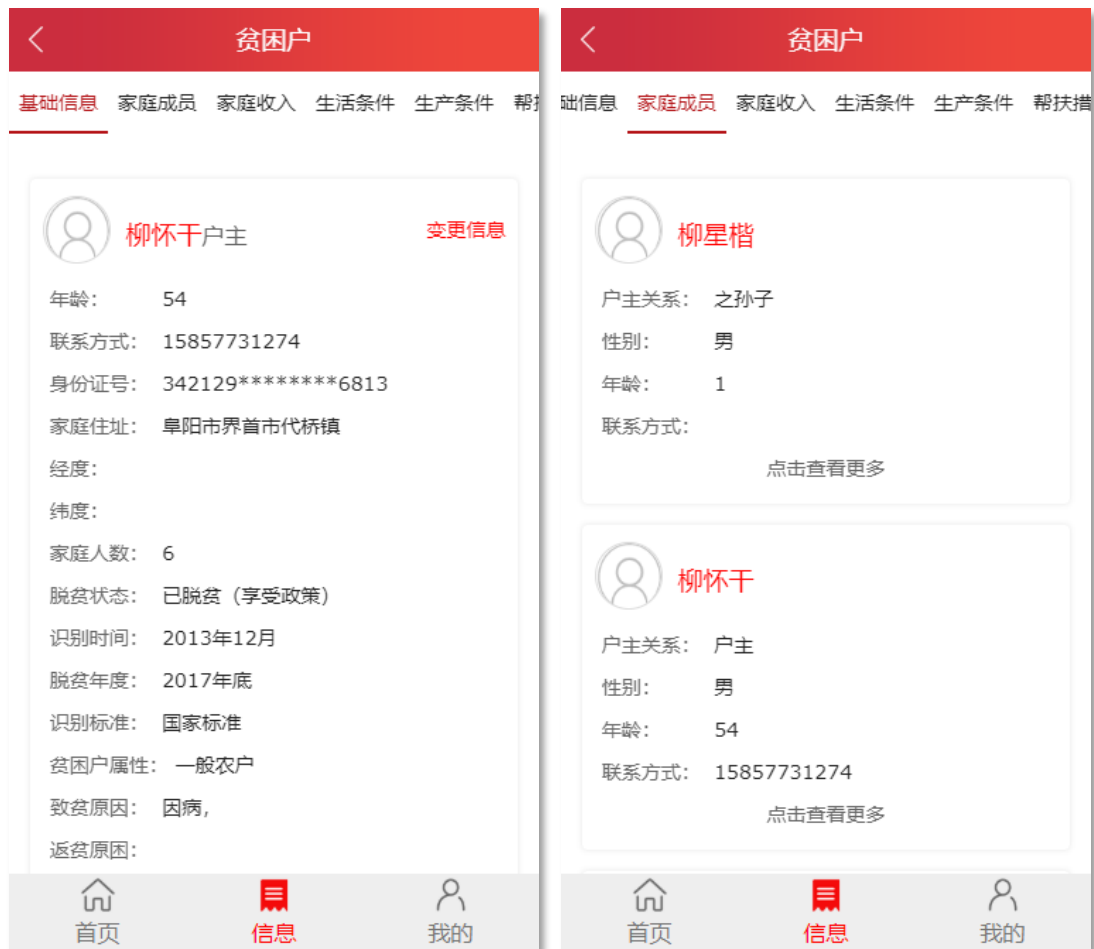 贫困户
基础信息 家庭成员 家庭收入 生活条件 生产条件 帮
柳怀干户主 变更信息
年龄: 54
联系方式: 15857731274
身份证号: 342129********6813
家庭住址: 阜阳市界首市代桥镇
经度:
纬度:
家庭人数: 6
脱贫状态: 已脱贫（享受政策）
识别时间: 2013年12月
脱贫年度: 2017年底
识别标准: 国家标准
贫困户属性: 一般农户
致贫原因: 因病,
返贫原因:
首页 信息 我的
贫困户
础信息 家庭成员 家庭收入 生活条件 生产条件 帮扶措
柳星楷
户主关系: 之孙子
性别: 男
年龄: 1
联系方式:
点击查看更多
柳怀干
户主关系: 户主
性别: 男
年龄: 54
联系方式: 15857731274
点击查看更多
首页 信息 我的